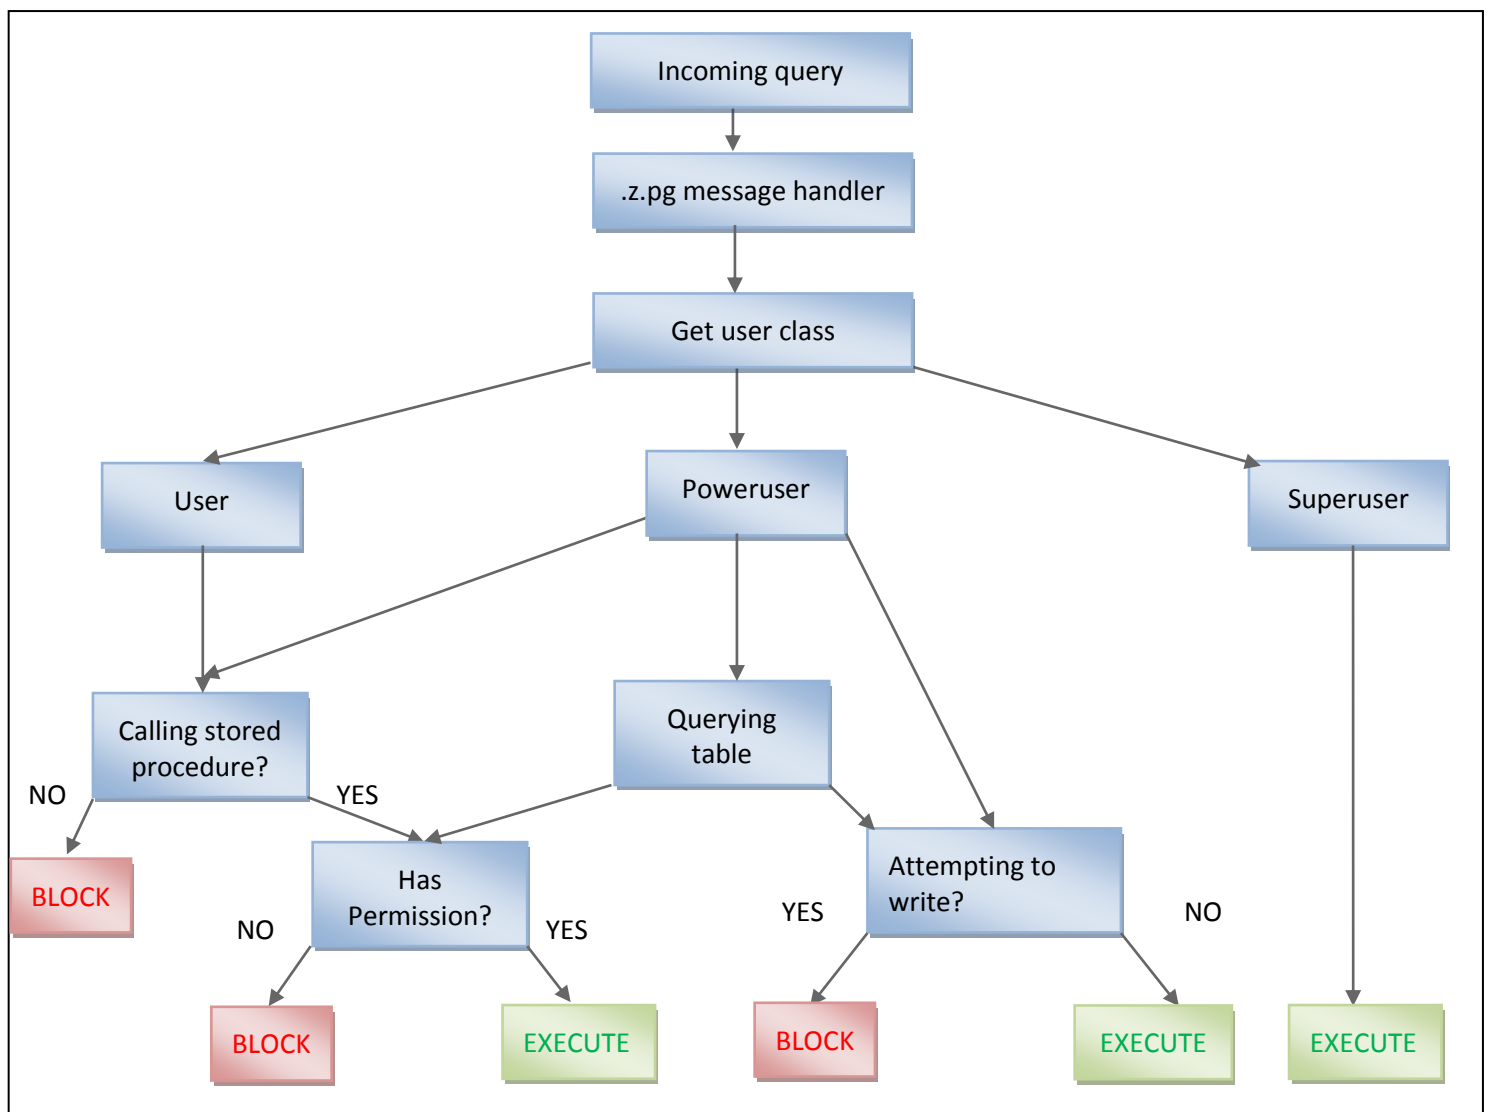 Incoming query
.z.pg message handler
Get user class
User
Poweruser
Superuser
Calling stored
procedure?
Querying
table
NO
YES
Attempting to
write?
Has
Permission?
BLOCK
NO
YES
YES
NO
BLOCK
EXECUTE
BLOCK
EXECUTE
EXECUTE